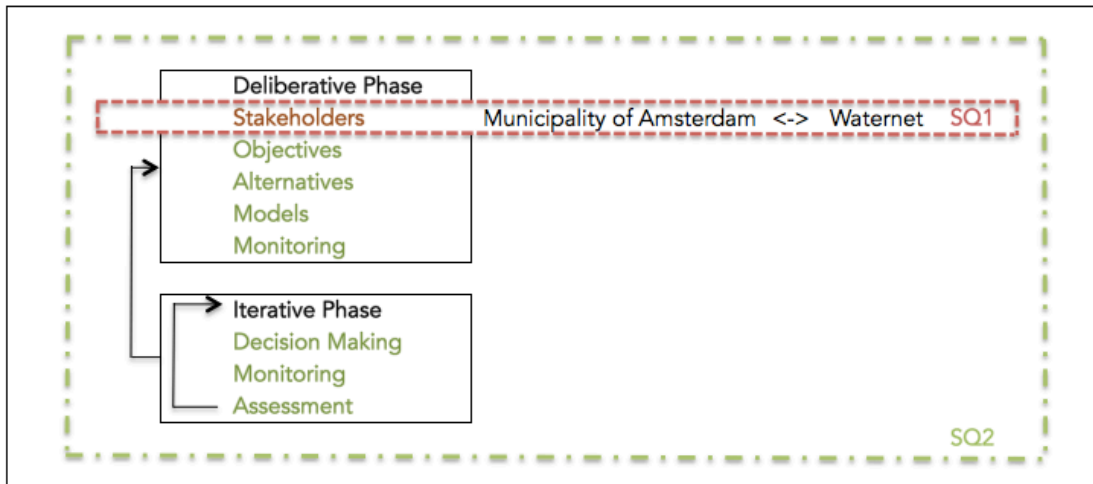 Deliberative Phase
Stakeholders Municipality of Amsterdam <-> Waternet SQ1
Objectives
Alternatives
Models
Monitoring
Iterative Phase
Decision Making
Monitoring
Assessment
SQ2